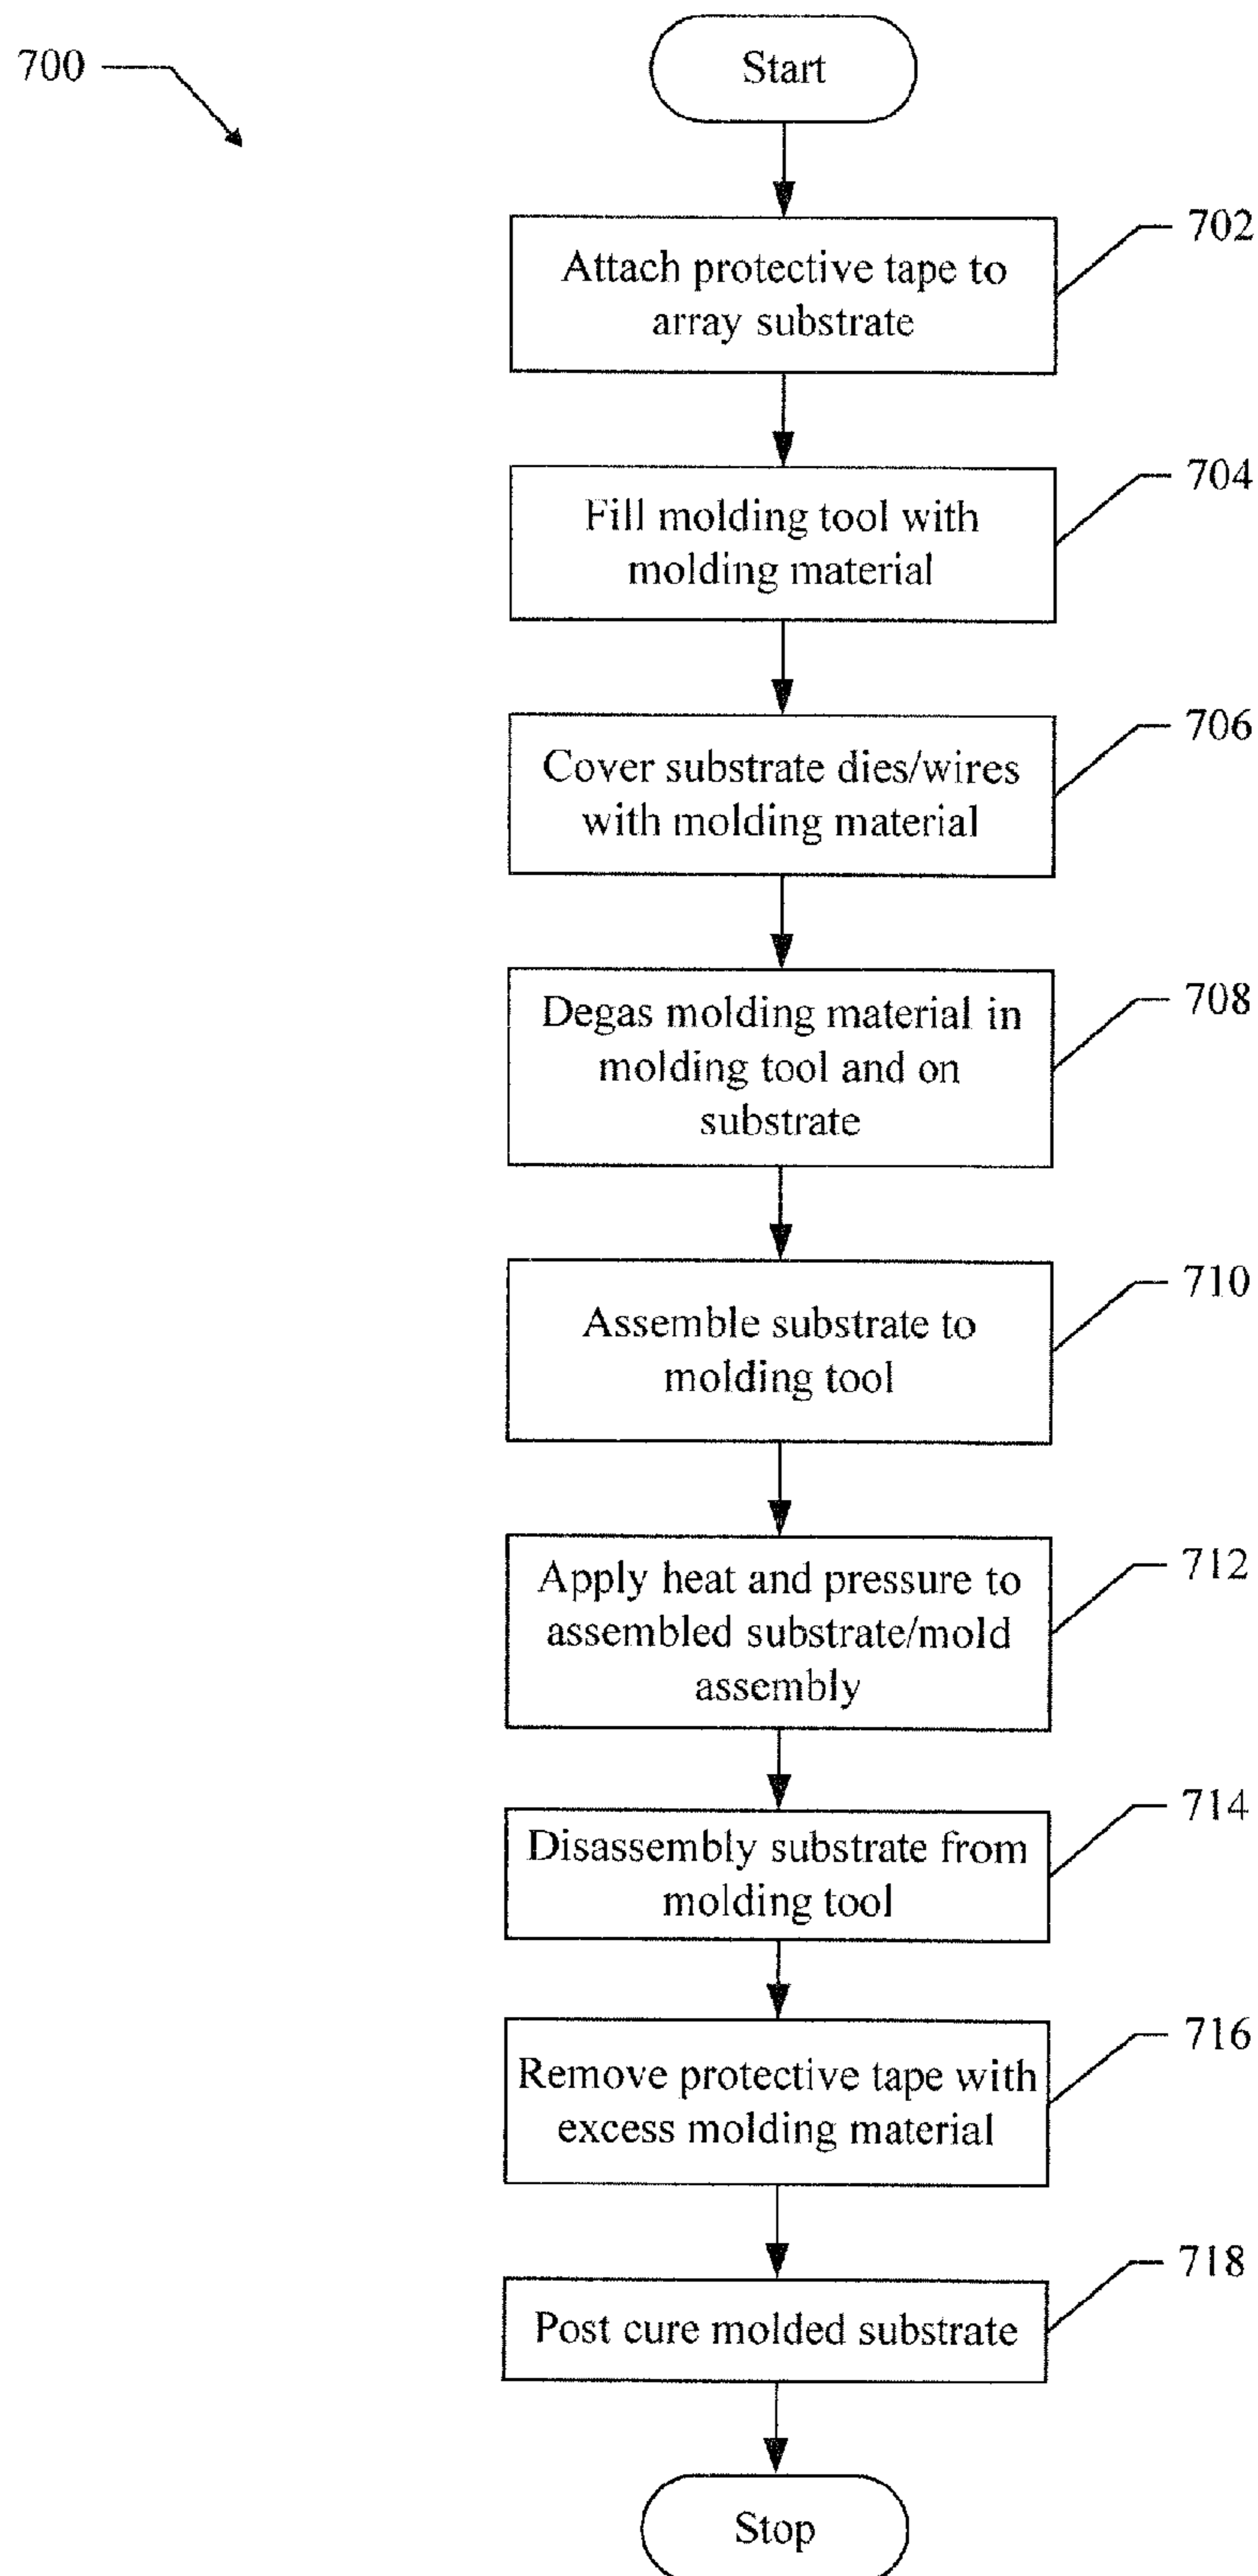 700
Start
702
Attach protective tape to
array substrate
704
Fill molding tool with
molding material
706
Cover substrate dies/wires
with molding material
708
Degas molding material in
molding tool and on
substrate
710
Assemble substrate to
molding tool
712
Apply heat and pressure to
assembled substrate/mold
assembly
714
Disassembly substrate from
molding tool
716
Remove protective tape with
excess molding material
718
Post cure molded substrate
Stop